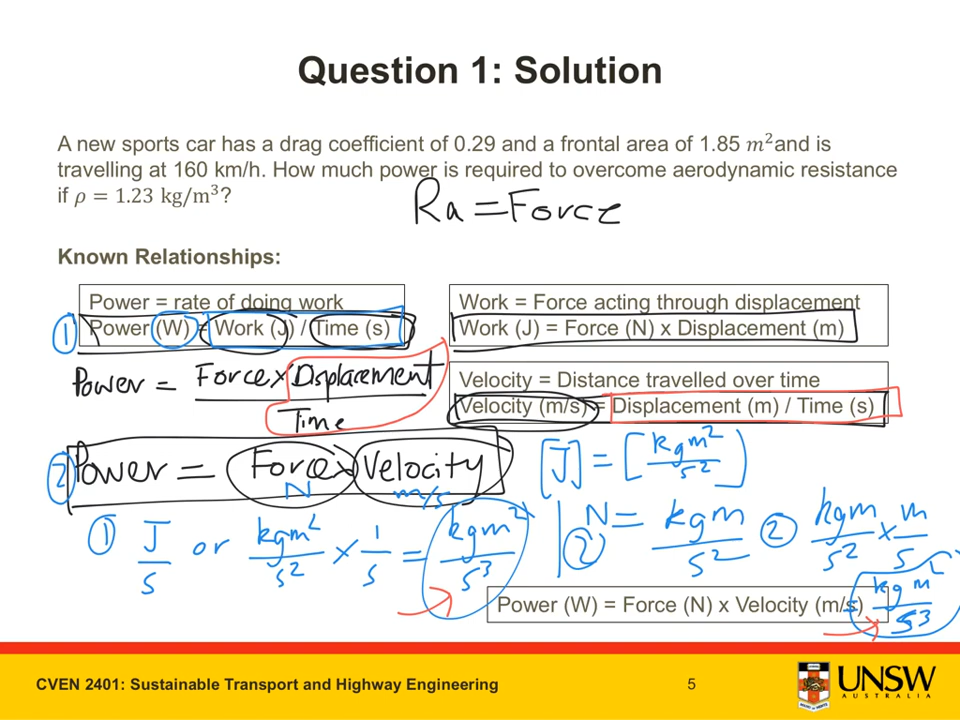 Question 1: Solution
A new sports car has a drag coefficient of 0.29 and a frontal area of 1.85 m² and is
travelling at 160 km/h. How much power is required to overcome aerodynamic resistance
if ρ = 1.23 kg/m³?
Ra = Force
Known Relationships:
Power = rate of doing work
① Power (W) = Work (J) / Time (s)
Work = Force acting through displacement
Work (J) = Force (N) x Displacement (m)
Power = Force x Displacement / Time
Velocity = Distance travelled over time
Velocity (m/s) = Displacement (m) / Time (s)
② Power = Force x Velocity
N m/s
[J] = [kgm²/s²]
① J/s or kgm²/s² × 1/s = kgm²/s³
② N = kgm/s² ② kgm/s² × m/s
= kgm²/s³
Power (W) = Force (N) x Velocity (m/s)
CVEN 2401: Sustainable Transport and Highway Engineering
5
UNSW
AUSTRALIA